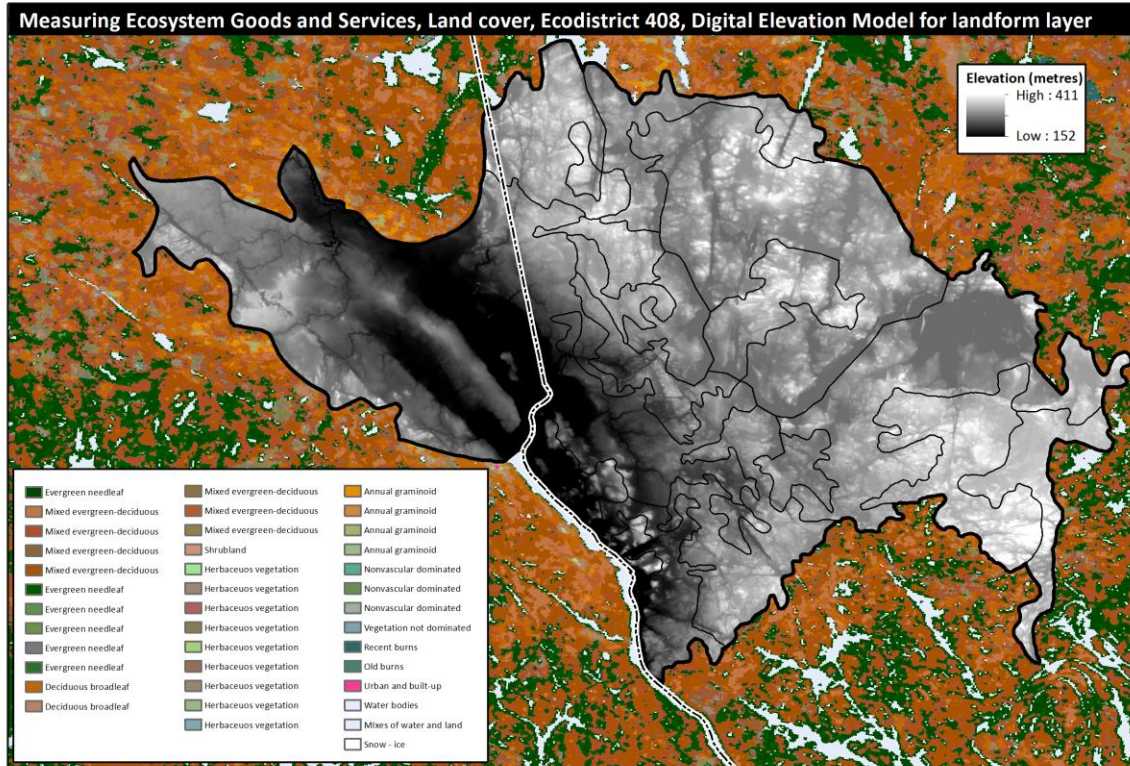 Measuring Ecosystem Goods and Services, Land cover, Ecodistrict 408, Digital Elevation Model for landform layer
Elevation (metres)
High : 411
Low : 152
Evergreen needleaf
Mixed evergreen-deciduous
Mixed evergreen-deciduous
Mixed evergreen-deciduous
Mixed evergreen-deciduous
Evergreen needleaf
Evergreen needleaf
Evergreen needleaf
Evergreen needleaf
Evergreen needleaf
Deciduous broadleaf
Deciduous broadleaf
Mixed evergreen-deciduous
Mixed evergreen-deciduous
Mixed evergreen-deciduous
Shrubland
Herbaceuos vegetation
Herbaceuos vegetation
Herbaceuos vegetation
Herbaceuos vegetation
Herbaceuos vegetation
Herbaceuos vegetation
Herbaceuos vegetation
Herbaceuos vegetation
Herbaceuos vegetation
Annual graminoid
Annual graminoid
Annual graminoid
Annual graminoid
Nonvascular dominated
Nonvascular dominated
Nonvascular dominated
Vegetation not dominated
Recent burns
Old burns
Urban and built-up
Water bodies
Mixes of water and land
Snow - ice